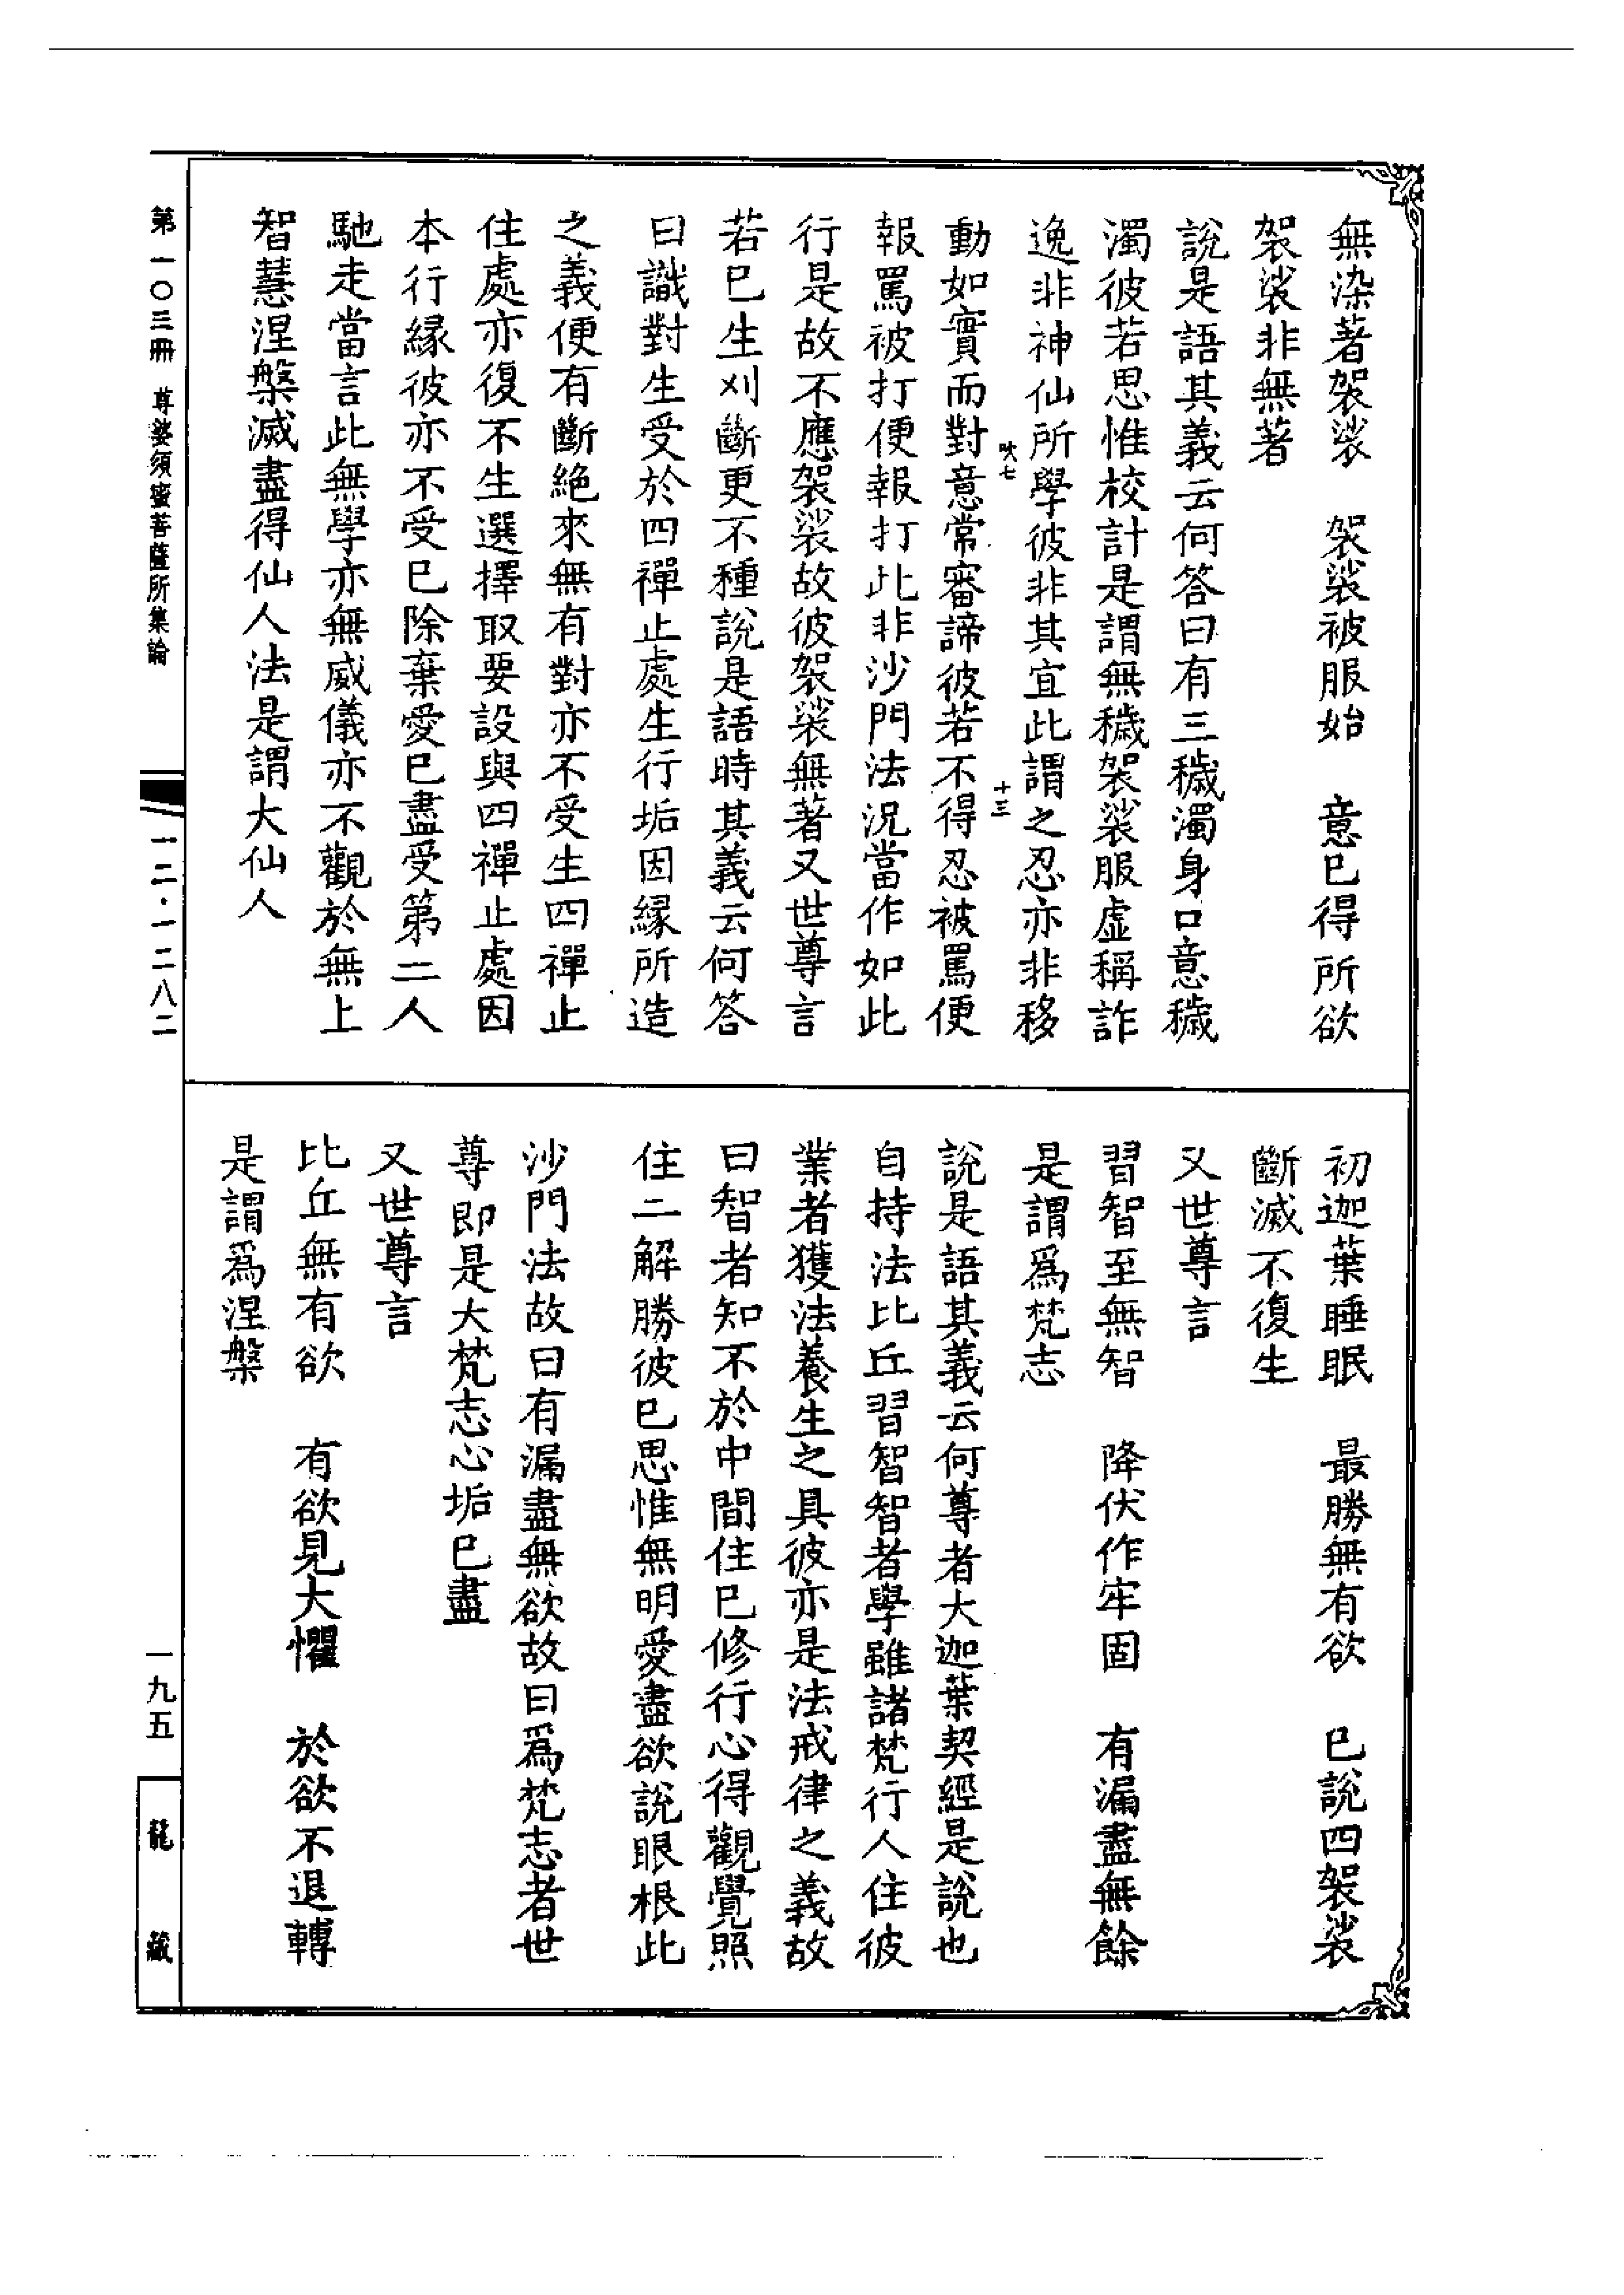 無染著袈裟　袈裟被服始　意已得所欲
袈裟非無著
說是語其義云何答曰有三穢濁身口意穢
濁彼若思惟校計是謂無穢袈裟服虛稱詐
逸非神仙所學彼非其宜此謂之忍亦非移
動如實而對意常審諦彼若不得忍被罵便
報罵被打便報打此非沙門法況當作如此
行是故不應袈裟故彼袈裟無著又世尊言
若已生刈斷更不種說是語時其義云何答
曰識對生受於四禪止處生行垢因緣所造
之義便有斷絕來無有對亦不受生四禪止
住處亦復不生選擇取要設與四禪止處因
本行緣彼亦不受已除棄愛已盡受第二人
馳走當言此無學亦無威儀亦不觀於無上
智慧涅槃滅盡得仙人法是謂大仙人
初迦葉睡眠　最勝無有欲　已說四袈裟
斷滅不復生
又世尊言
習智至無智　降伏作牢固　有漏盡無餘
是謂爲梵志
說是語其義云何尊者大迦葉契經是說也
自持法比丘習智智者學雖諸梵行人住彼
業者獲法養生之具彼亦是法戒律之義故
曰智者知不於中間住已修行心得觀覺照
住二解勝彼已思惟無明愛盡欲說眼根此
沙門法故曰有漏盡無欲故曰爲梵志者世
尊即是大梵志心垢已盡
又世尊言
比丘無有欲　有欲見大懼　於欲不退轉
是謂爲涅槃
第一〇三冊　尊婆須蜜菩薩所集論
一二·一二八二
一九五
龍藏
十三